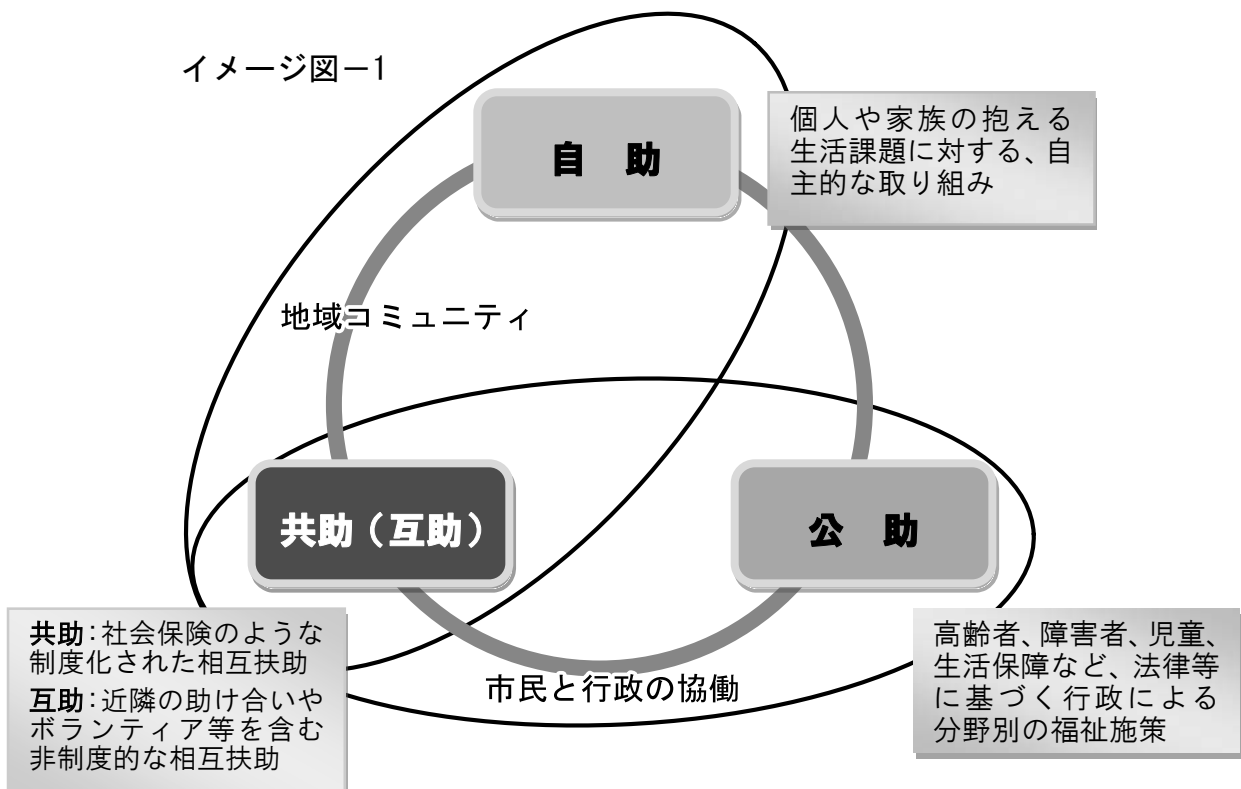 イメージ図－1
自　助
個人や家族の抱える
生活課題に対する、自
主的な取り組み
地域コミュニティ
共助（互助）
公　助
共助：社会保険のような
制度化された相互扶助
互助：近隣の助け合いや
ボランティア等を含む
非制度的な相互扶助
市民と行政の協働
高齢者、障害者、児童、
生活保障など、法律等
に基づく行政による
分野別の福祉施策